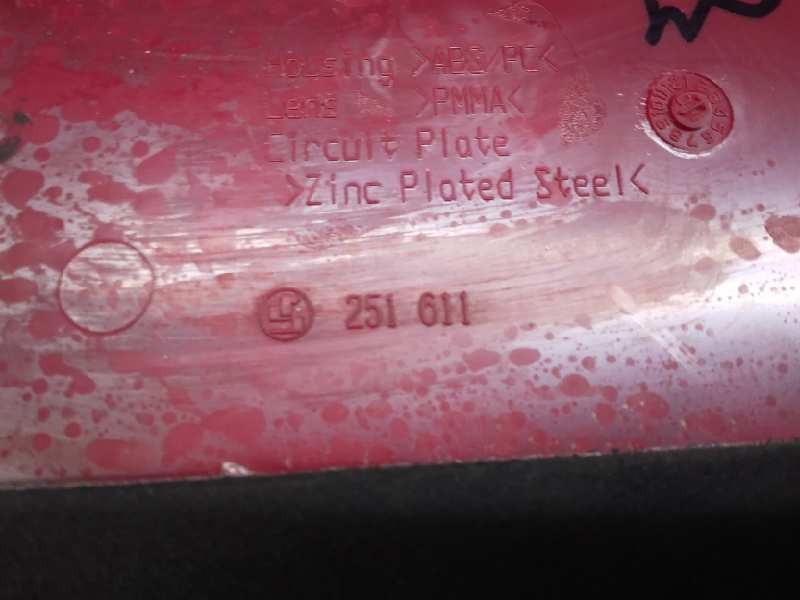 Housing >ABS/PC<
Lens >PMMA<
Circuit Plate
>Zinc Plated Steel<
251 611